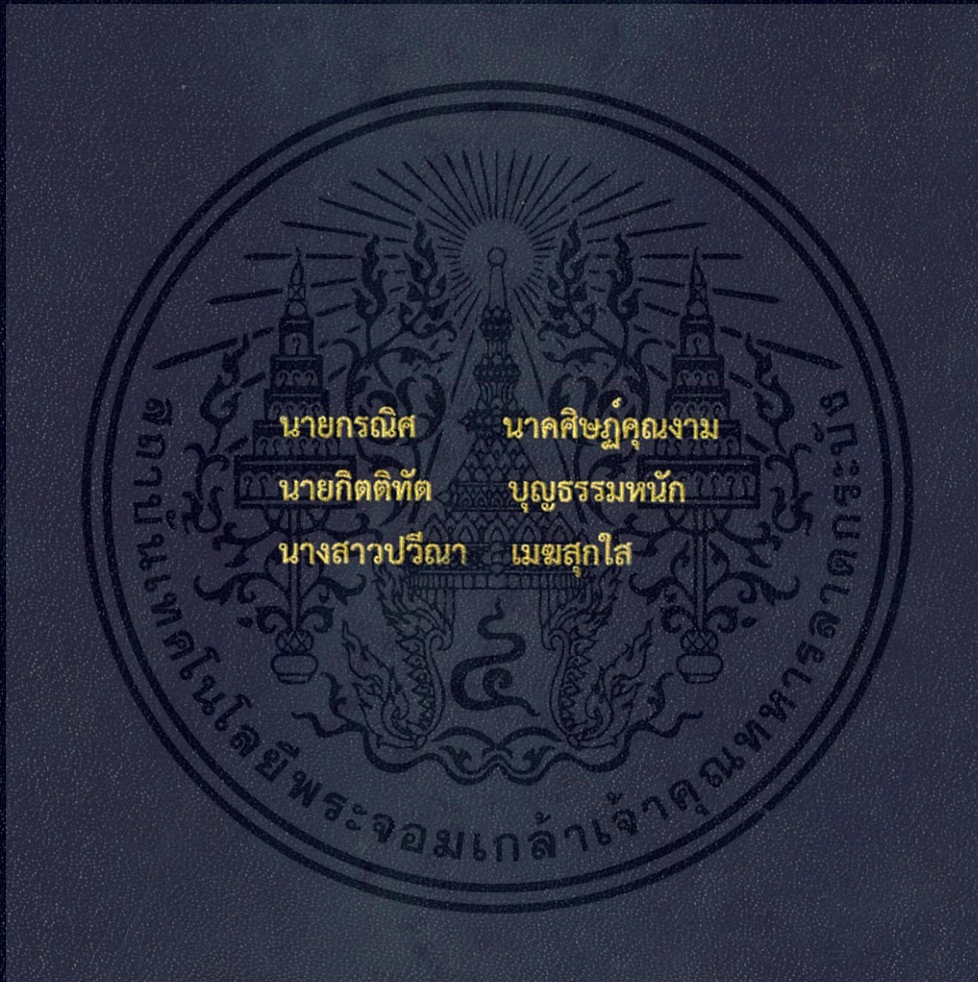 นายกรณิศ นาคศิษฏ์คุณงาม
นายกิตติทัต บุญธรรมหนัก
นางสาวปวีณา เมฆสุกใส
สถาบันเทคโนโลยีพระจอมเกล้าเจ้าคุณทหารลาดกระบัง
๔